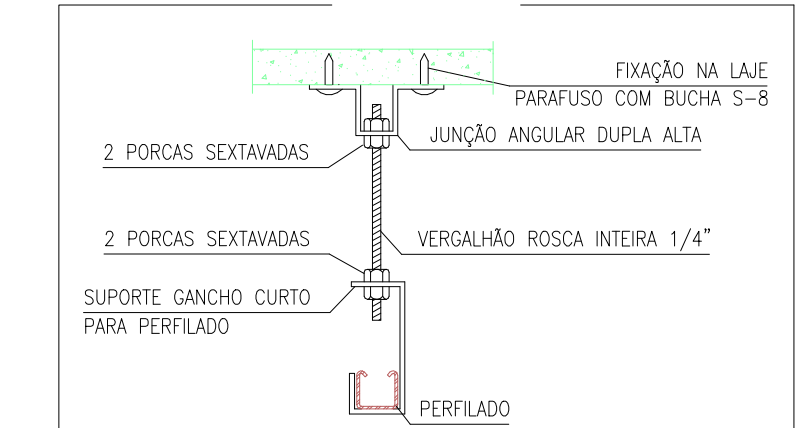 FIXAÇÃO NA LAJE
PARAFUSO COM BUCHA S-8
JUNÇÃO ANGULAR DUPLA ALTA
2 PORCAS SEXTAVADAS
2 PORCAS SEXTAVADAS
VERGALHÃO ROSCA INTEIRA 1/4"
SUPORTE GANCHO CURTO
PARA PERFILADO
PERFILADO